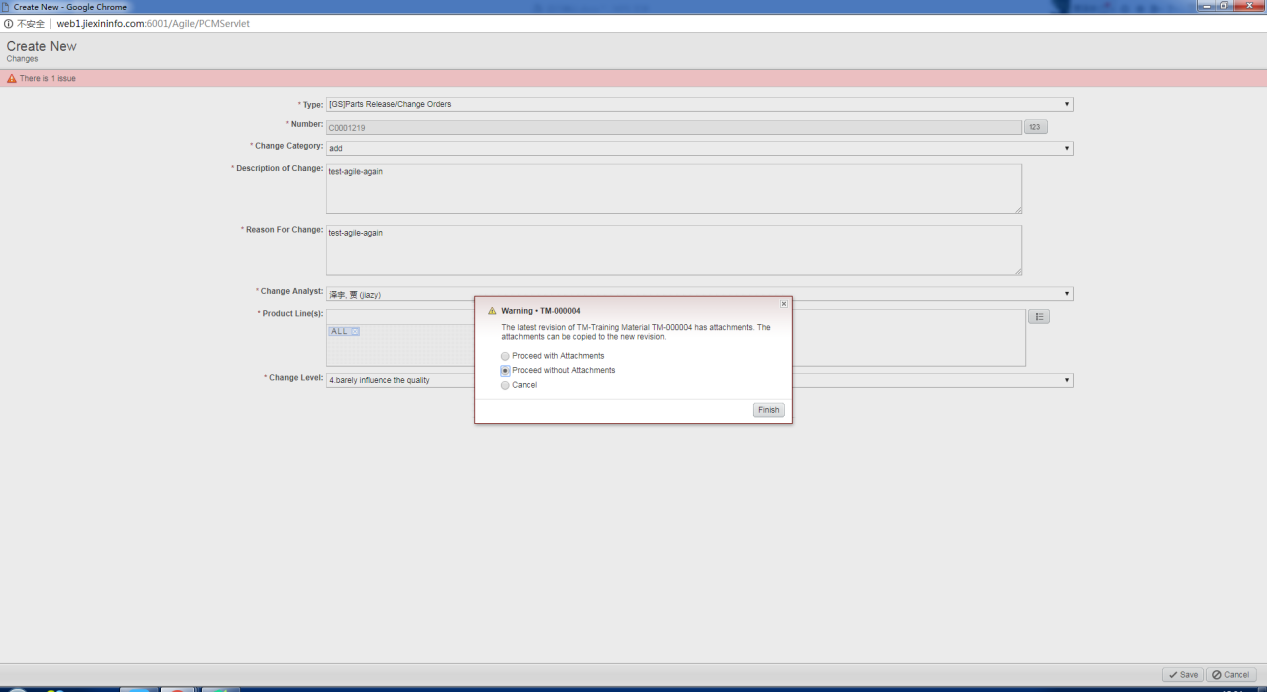 Create New - Google Chrome
不安全 web1.jiexininfo.com:6001/Agile/PCMServlet
Create New
Changes
There is 1 issue
* Type: [GS]Parts Release/Change Orders
* Number: C0001219 123
* Change Category: add
* Description of Change: test-agile-again
* Reason For Change: test-agile-again
* Change Analyst: 泽宇, 贾 (jiazy)
* Product Line(s):
ALL
* Change Level: 4.barely influence the quality
Warning • TM-000004
The latest revision of TM-Training Material TM-000004 has attachments. The
attachments can be copied to the new revision.
Proceed with Attachments
Proceed without Attachments
Cancel
Finish
Save Cancel